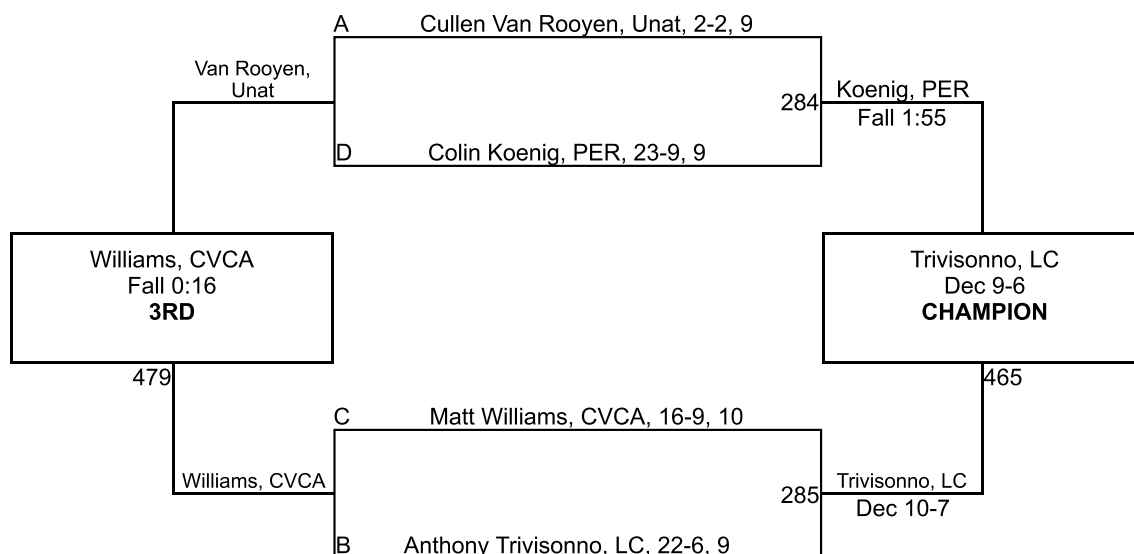 A
Cullen Van Rooyen, Unat, 2-2, 9
Van Rooyen,
Unat
284
Koenig, PER
Fall 1:55
D
Colin Koenig, PER, 23-9, 9
Williams, CVCA
Fall 0:16
3RD
Trivisonno, LC
Dec 9-6
CHAMPION
479
465
C
Matt Williams, CVCA, 16-9, 10
Williams, CVCA
285
Trivisonno, LC
Dec 10-7
B
Anthony Trivisonno, LC, 22-6, 9